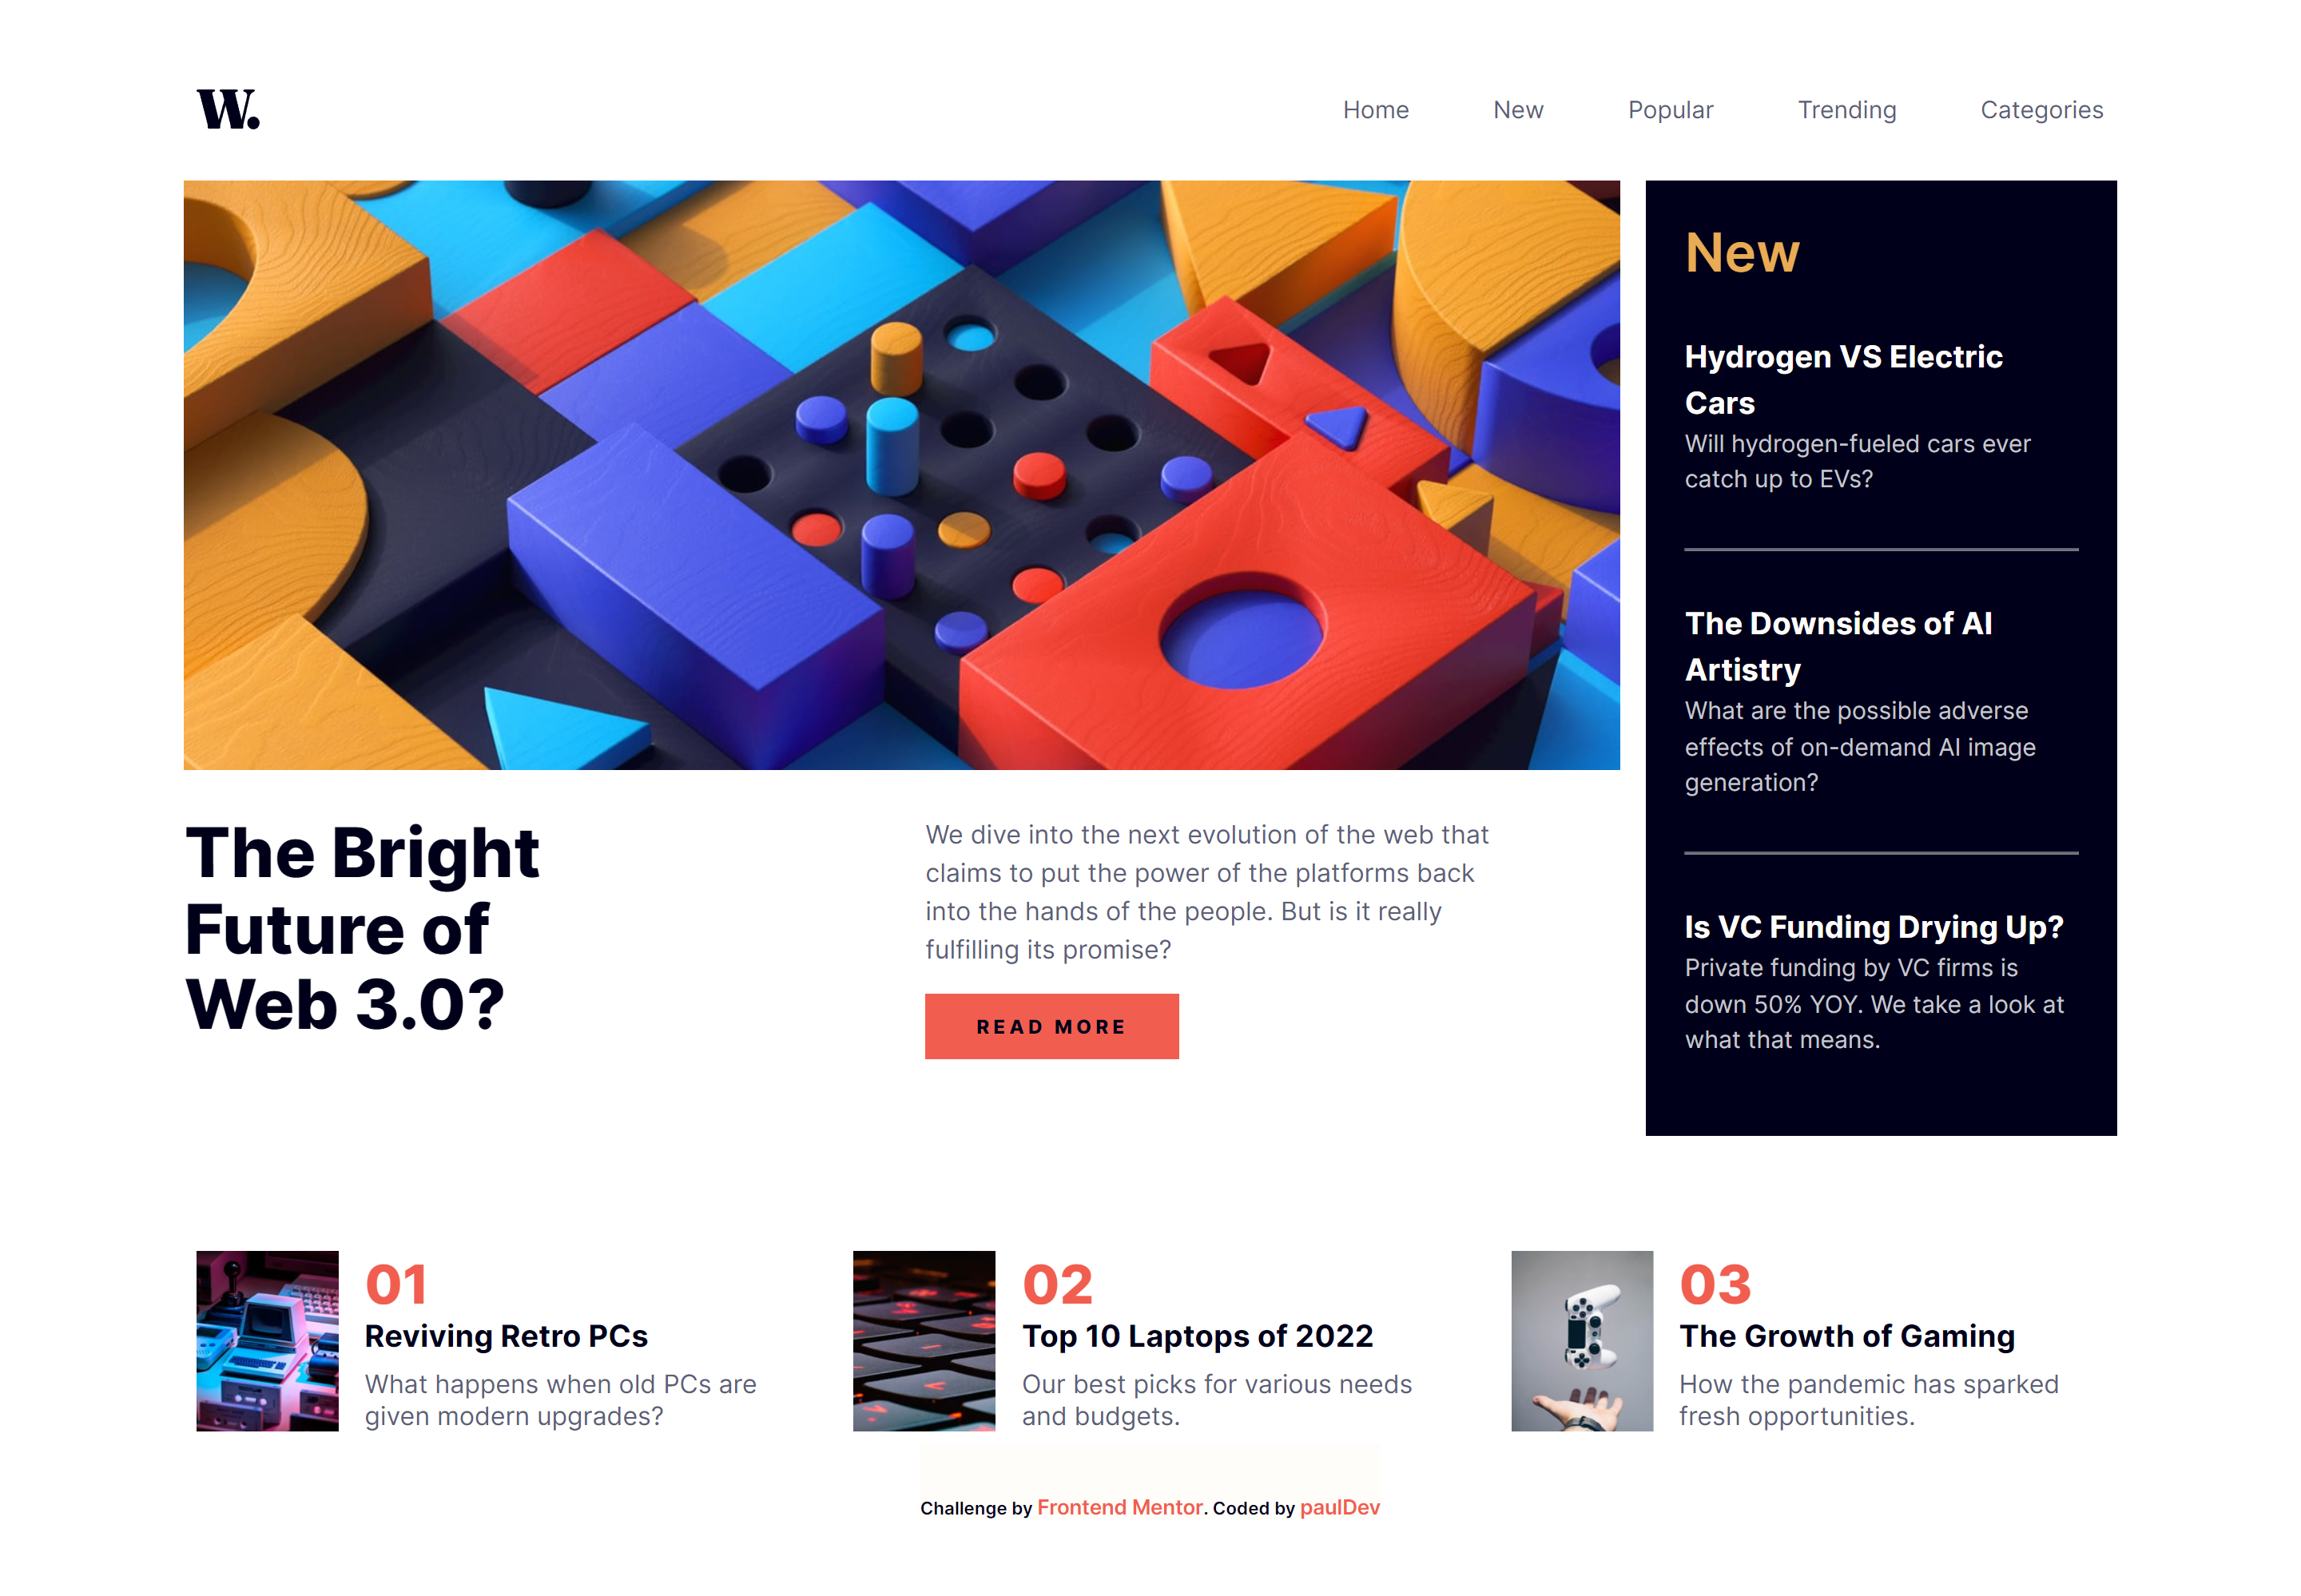 W.
Home New Popular Trending Categories
New
Hydrogen VS Electric
Cars
Will hydrogen-fueled cars ever
catch up to EVs?
The Downsides of AI
Artistry
What are the possible adverse
effects of on-demand AI image
generation?
Is VC Funding Drying Up?
Private funding by VC firms is
down 50% YOY. We take a look at
what that means.
The Bright
Future of
Web 3.0?
We dive into the next evolution of the web that
claims to put the power of the platforms back
into the hands of the people. But is it really
fulfilling its promise?
READ MORE
01
Reviving Retro PCs
What happens when old PCs are
given modern upgrades?
02
Top 10 Laptops of 2022
Our best picks for various needs
and budgets.
03
The Growth of Gaming
How the pandemic has sparked
fresh opportunities.
Challenge by Frontend Mentor. Coded by paulDev